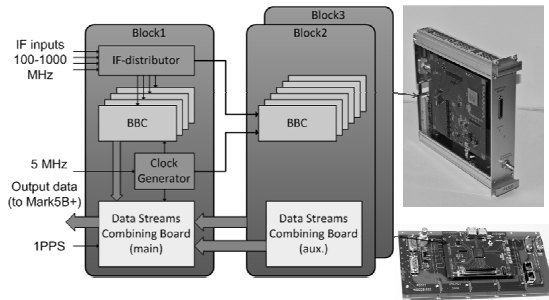 Block3
Block1
Block2
IF inputs
100-1000
MHz
IF-distributor
BBC
BBC
5 MHz
Clock
Generator
Output data
(to Mark5B+)
Data Streams
Combining Board
(main)
Data Streams
Combining Board
(aux.)
1PPS